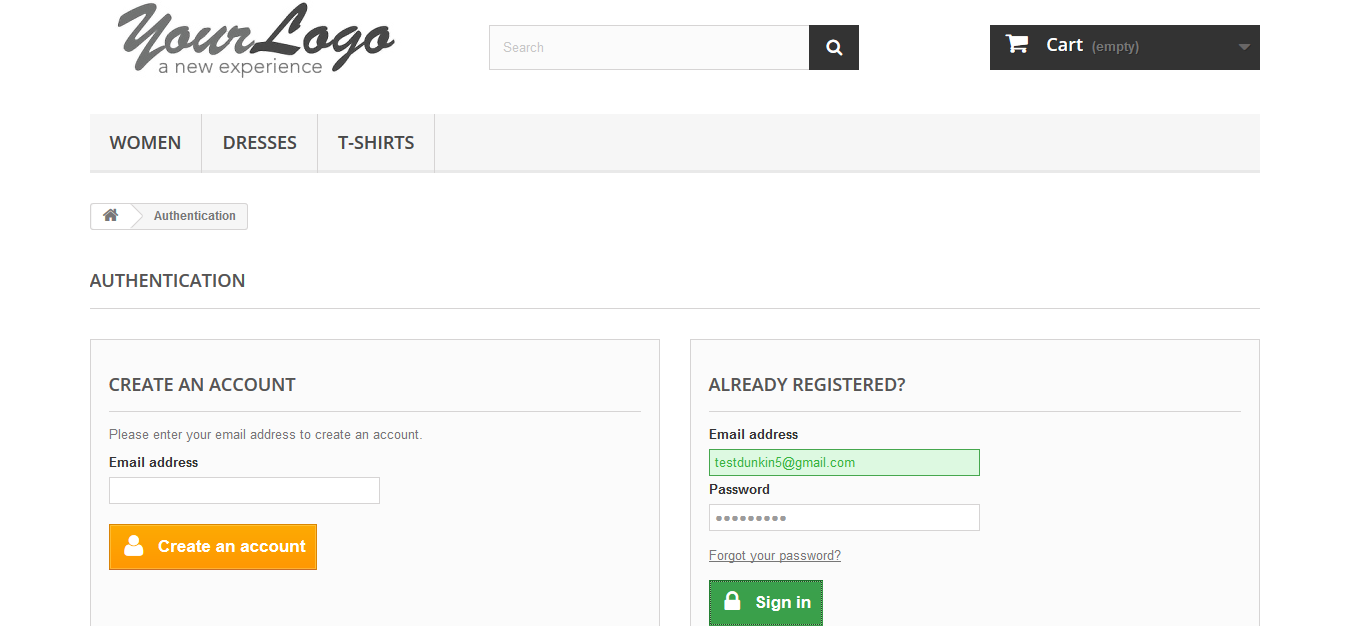 YourLogo
a new experience
Search
Cart (empty)
WOMEN DRESSES T-SHIRTS
Authentication
AUTHENTICATION
CREATE AN ACCOUNT
Please enter your email address to create an account.
Email address
Create an account
ALREADY REGISTERED?
Email address
testdunkin5@gmail.com
Password
•••••••••
Forgot your password?
Sign in